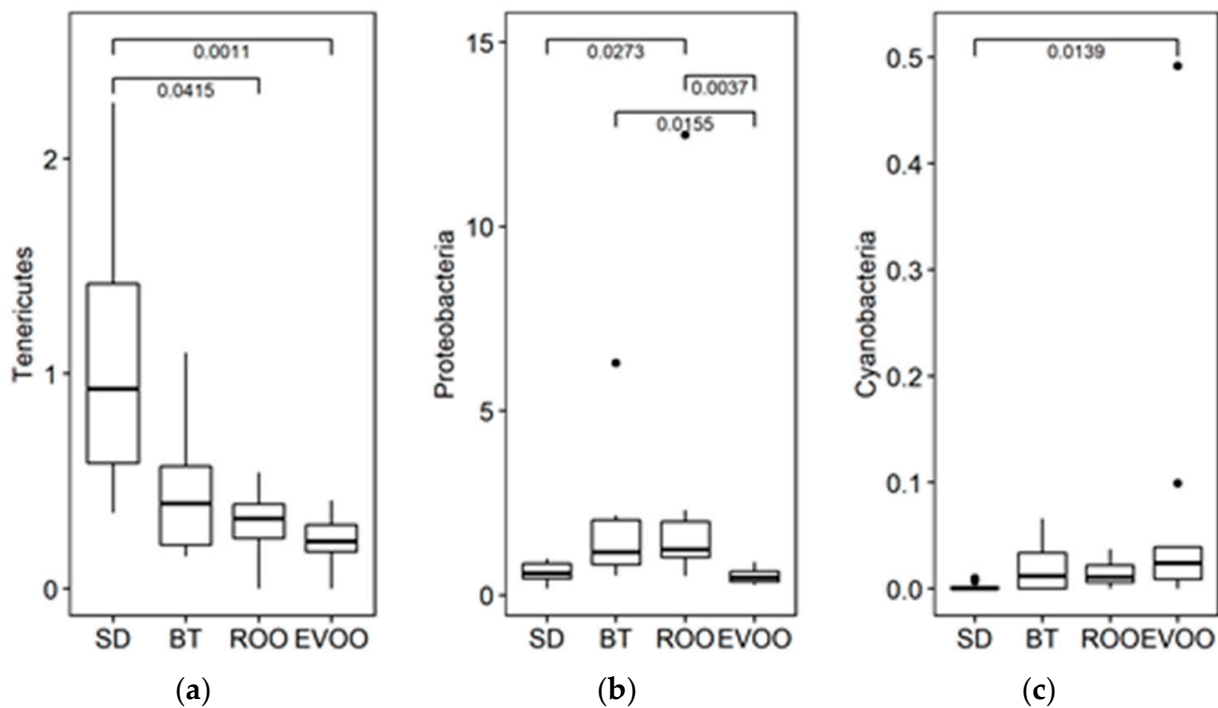 Tenericutes
0.0011
0.0415
2
1
0
SD BT ROO EVOO
(a)
Proteobacteria
0.0273
0.0037
0.0155
15
10
5
0
SD BT ROO EVOO
(b)
Cyanobacteria
0.0139
0.5
0.4
0.3
0.2
0.1
0.0
SD BT ROO EVOO
(c)